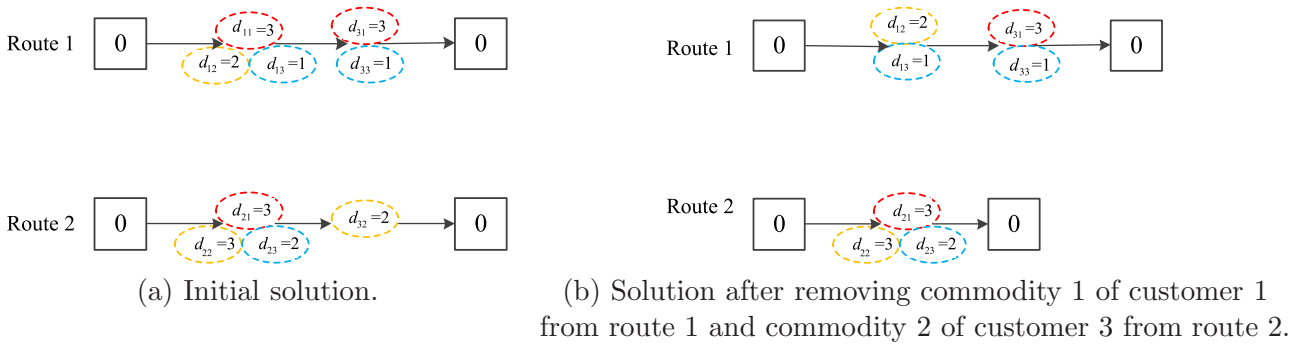 Route 1 0 d₁₁=3 d₁₂=2 d₁₃=1 d₃₁=3 d₃₃=1 0
Route 2 0 d₂₁=3 d₂₂=3 d₂₃=2 d₃₂=2 0
(a) Initial solution.
Route 1 0 d₁₂=2 d₁₃=1 d₃₁=3 d₃₃=1 0
Route 2 0 d₂₁=3 d₂₂=3 d₂₃=2 0
(b) Solution after removing commodity 1 of customer 1
from route 1 and commodity 2 of customer 3 from route 2.